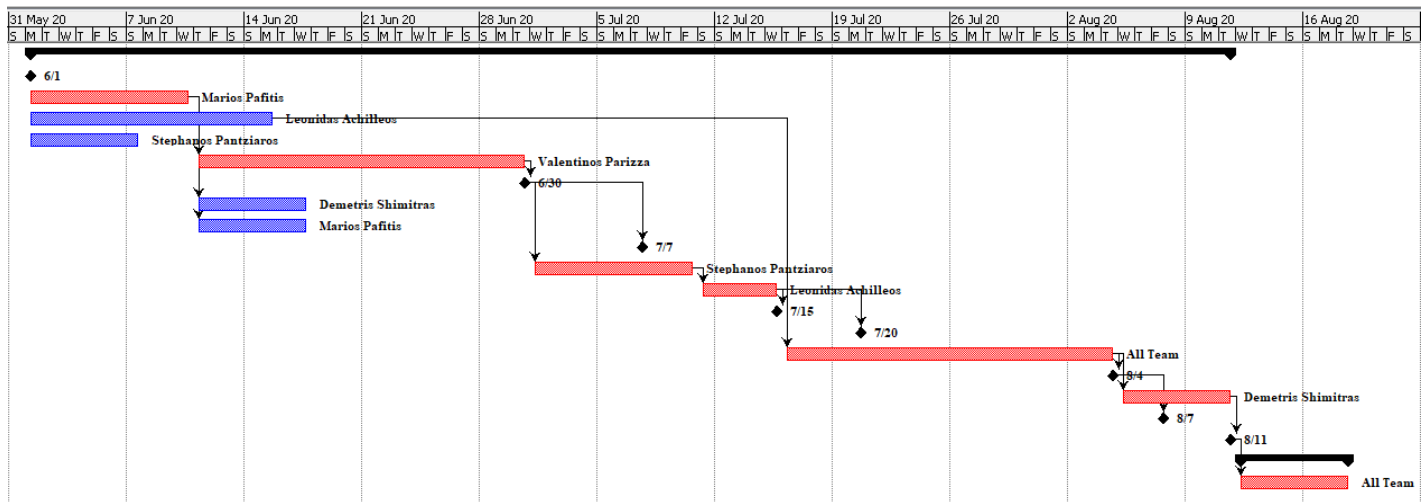 31 May 20 7 Jun 20 14 Jun 20 21 Jun 20 28 Jun 20 5 Jul 20 12 Jul 20 19 Jul 20 26 Jul 20 2 Aug 20 9 Aug 20 16 Aug 20
S M T W T F S S M T W T F S S M T W T F S S M T W T F S S M T W T F S S M T W T F S S M T W T F S S M T W T F S S M T W T F S S M T W T F S S M T W T F S S M T W T F S
6/1
Marios Pafitis
Leonidas Achilleos
Stephanos Pantziaros
Valentinos Parizza
6/30
Demetris Shimitras
Marios Pafitis
7/7
Stephanos Pantziaros
Leonidas Achilleos
7/15
7/20
All Team
8/4
Demetris Shimitras
8/7
8/11
All Team